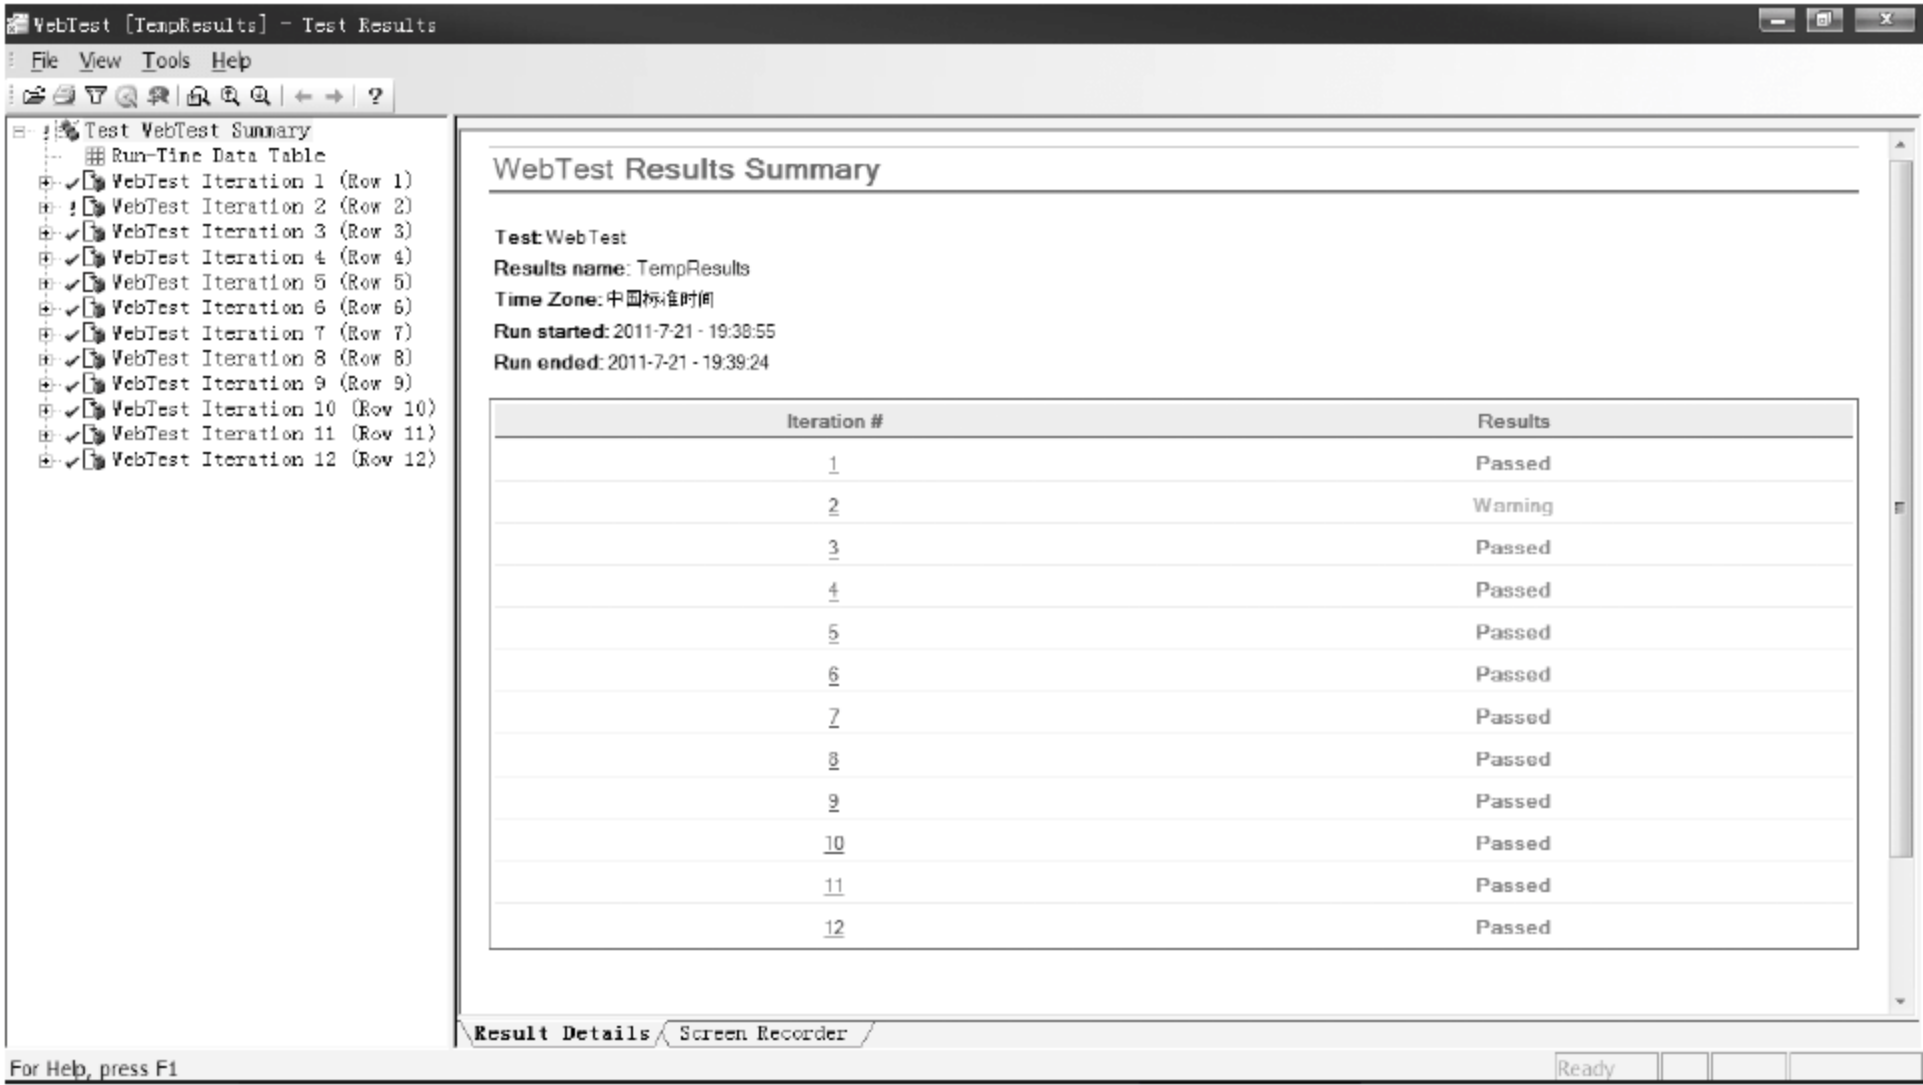 WebTest [TempResults] - Test Results
File View Tools Help
?
Test WebTest Summary
Run-Time Data Table
WebTest Iteration 1 (Row 1)
WebTest Iteration 2 (Row 2)
WebTest Iteration 3 (Row 3)
WebTest Iteration 4 (Row 4)
WebTest Iteration 5 (Row 5)
WebTest Iteration 6 (Row 6)
WebTest Iteration 7 (Row 7)
WebTest Iteration 8 (Row 8)
WebTest Iteration 9 (Row 9)
WebTest Iteration 10 (Row 10)
WebTest Iteration 11 (Row 11)
WebTest Iteration 12 (Row 12)
WebTest Results Summary
Test: WebTest
Results name: TempResults
Time Zone: 中国标准时间
Run started: 2011-7-21 - 19:38:55
Run ended: 2011-7-21 - 19:39:24
Iteration # Results
1 Passed
2 Warning
3 Passed
4 Passed
5 Passed
6 Passed
7 Passed
8 Passed
9 Passed
10 Passed
11 Passed
12 Passed
Result Details Screen Recorder
For Help, press F1 Ready